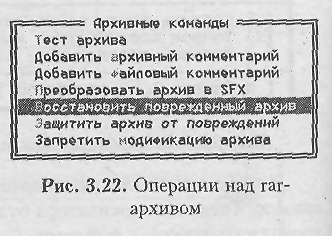 Архивные команды
Тест архива
Добавить архивный комментарий
Добавить файловый комментарий
Преобразовать архив в SFX
Восстановить поврежденный архив
Защитить архив от повреждений
Запретить модификацию архива
Рис. 3.22. Операции над rar-
архивом